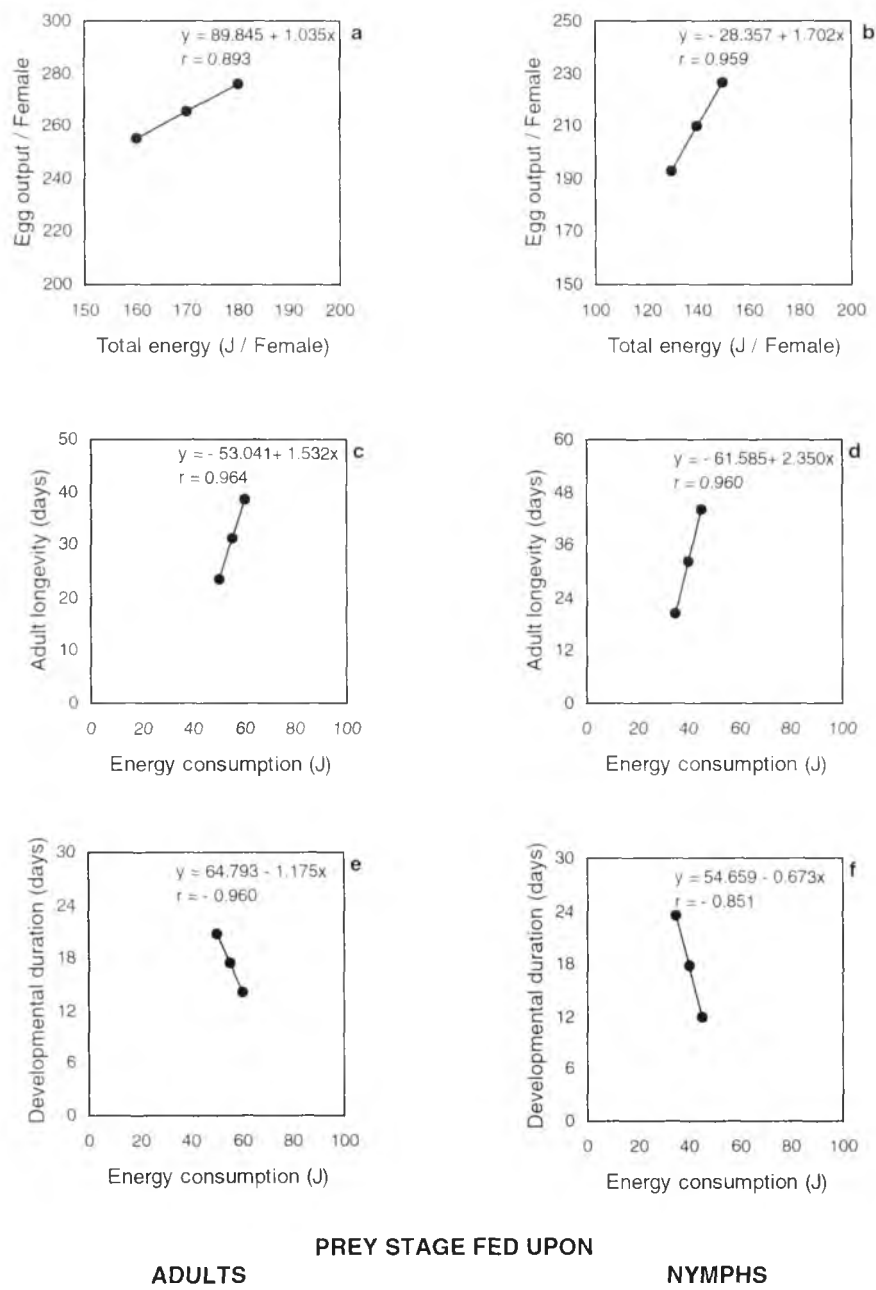 y = 89.845 + 1.035x
r = 0.893
a
300
280
260
240
220
200
Egg output / Female
150 160 170 180 190 200
Total energy (J / Female)
y = - 28.357 + 1.702x
r = 0.959
b
250
230
210
190
170
150
Egg output / Female
100 120 140 160 180 200
Total energy (J / Female)
y = - 53.041+ 1.532x
r = 0.964
c
50
40
30
20
10
0
Adult longevity (days)
0 20 40 60 80 100
Energy consumption (J)
y = - 61.585+ 2.350x
r = 0.960
d
60
48
36
24
12
0
Adult longevity (days)
0 20 40 60 80 100
Energy consumption (J)
y = 64.793 - 1.175x
r = - 0.960
e
30
24
18
12
6
0
Developmental duration (days)
0 20 40 60 80 100
Energy consumption (J)
y = 54.659 - 0.673x
r = - 0.851
f
30
24
18
12
6
0
Developmental duration (days)
0 20 40 60 80 100
Energy consumption (J)
PREY STAGE FED UPON
ADULTS
NYMPHS